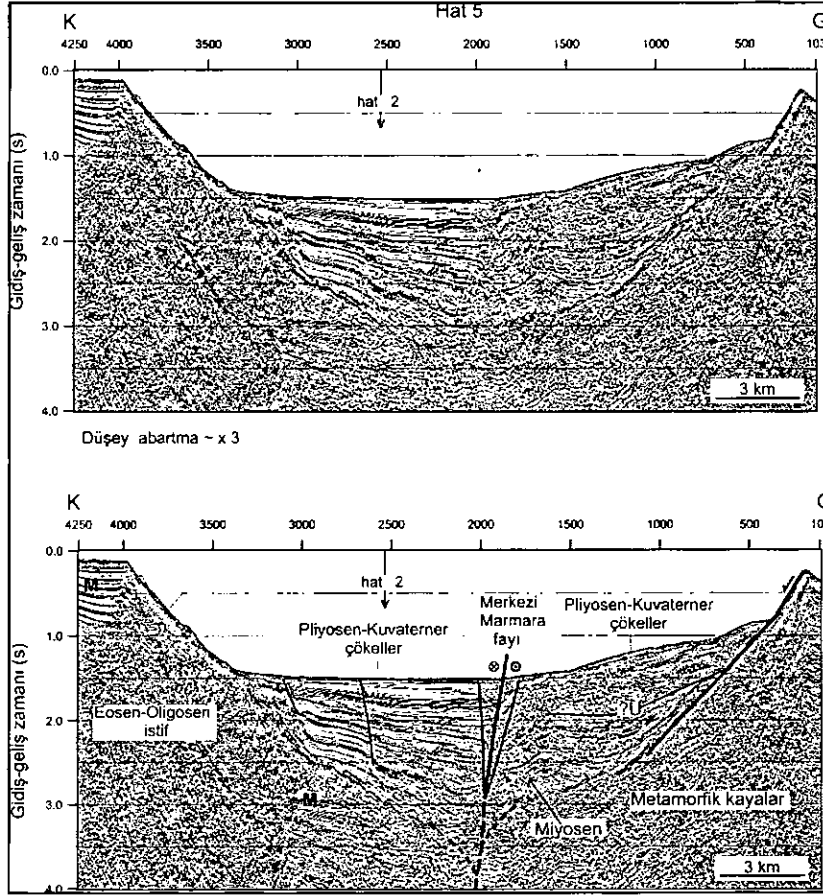 Hat 5
K G
4250 4000 3500 3000 2500 2000 1500 1000 500 103
0.0
hat 2
1.0
2.0
3.0
4.0
Gidiş-geliş zamanı (s)
3 km
Düşey abartma ~ x 3
K G
4250 4000 3500 3000 2500 2000 1500 1000 500
0.0
M
hat 2
Merkezi
Marmara
fayı
Pliyosen-Kuvaterner
çökeller
Pliyosen-Kuvaterner
çökeller
1.0
Eosen-Oligosen
istif
?U
2.0
M
3.0
Metamorfik kayalar
Miyosen
3 km
4.0
Gidiş-geliş zamanı (s)